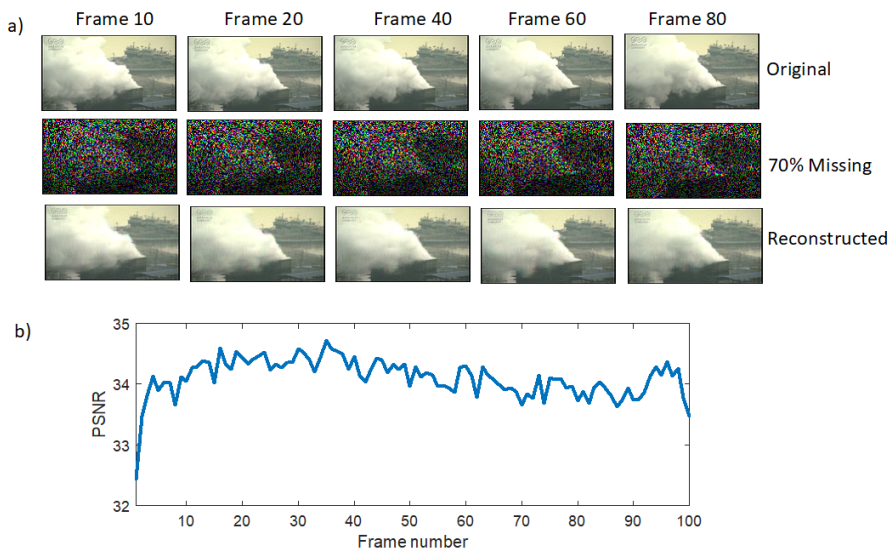 Frame 10 Frame 20 Frame 40 Frame 60 Frame 80
a)
Original
70% Missing
Reconstructed
b)
35
34
33
32
PSNR
10 20 30 40 50 60 70 80 90 100
Frame number